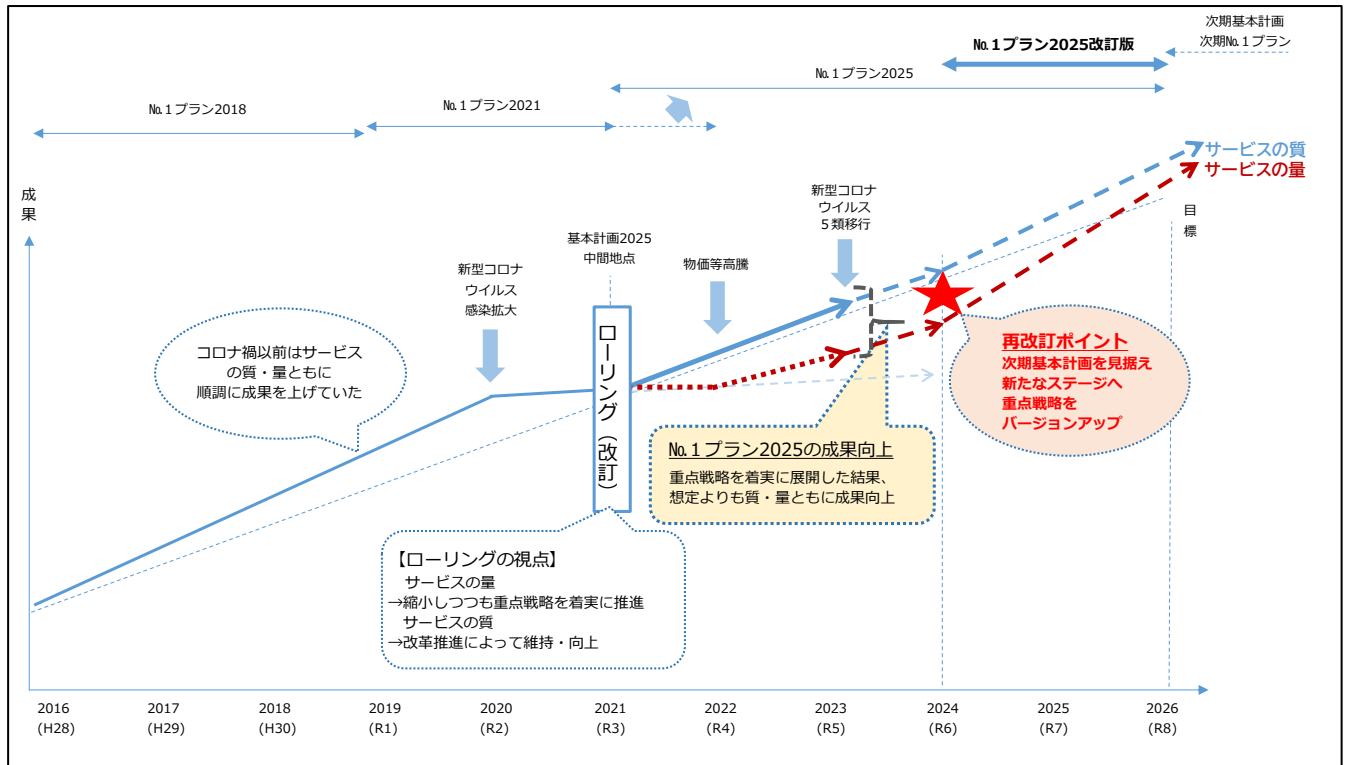 次期基本計画
次期№1プラン
№1プラン2025改訂版
№1プラン2025
№1プラン2018
№1プラン2021
サービスの質
サービスの量
成果
目標
新型コロナ
ウイルス
5類移行
基本計画2025
中間地点
物価等高騰
新型コロナ
ウイルス
感染拡大
ローリング（改訂）
コロナ禍以前はサービス
の質・量ともに
順調に成果を上げていた
再改訂ポイント
次期基本計画を見据え
新たなステージへ
重点戦略を
バージョンアップ
№1プラン2025の成果向上
重点戦略を着実に展開した結果、
想定よりも質・量ともに成果向上
【ローリングの視点】
サービスの量
→縮小しつつも重点戦略を着実に推進
サービスの質
→改革推進によって維持・向上
2016 2017 2018 2019 2020 2021 2022 2023 2024 2025 2026
(H28) (H29) (H30) (R1) (R2) (R3) (R4) (R5) (R6) (R7) (R8)